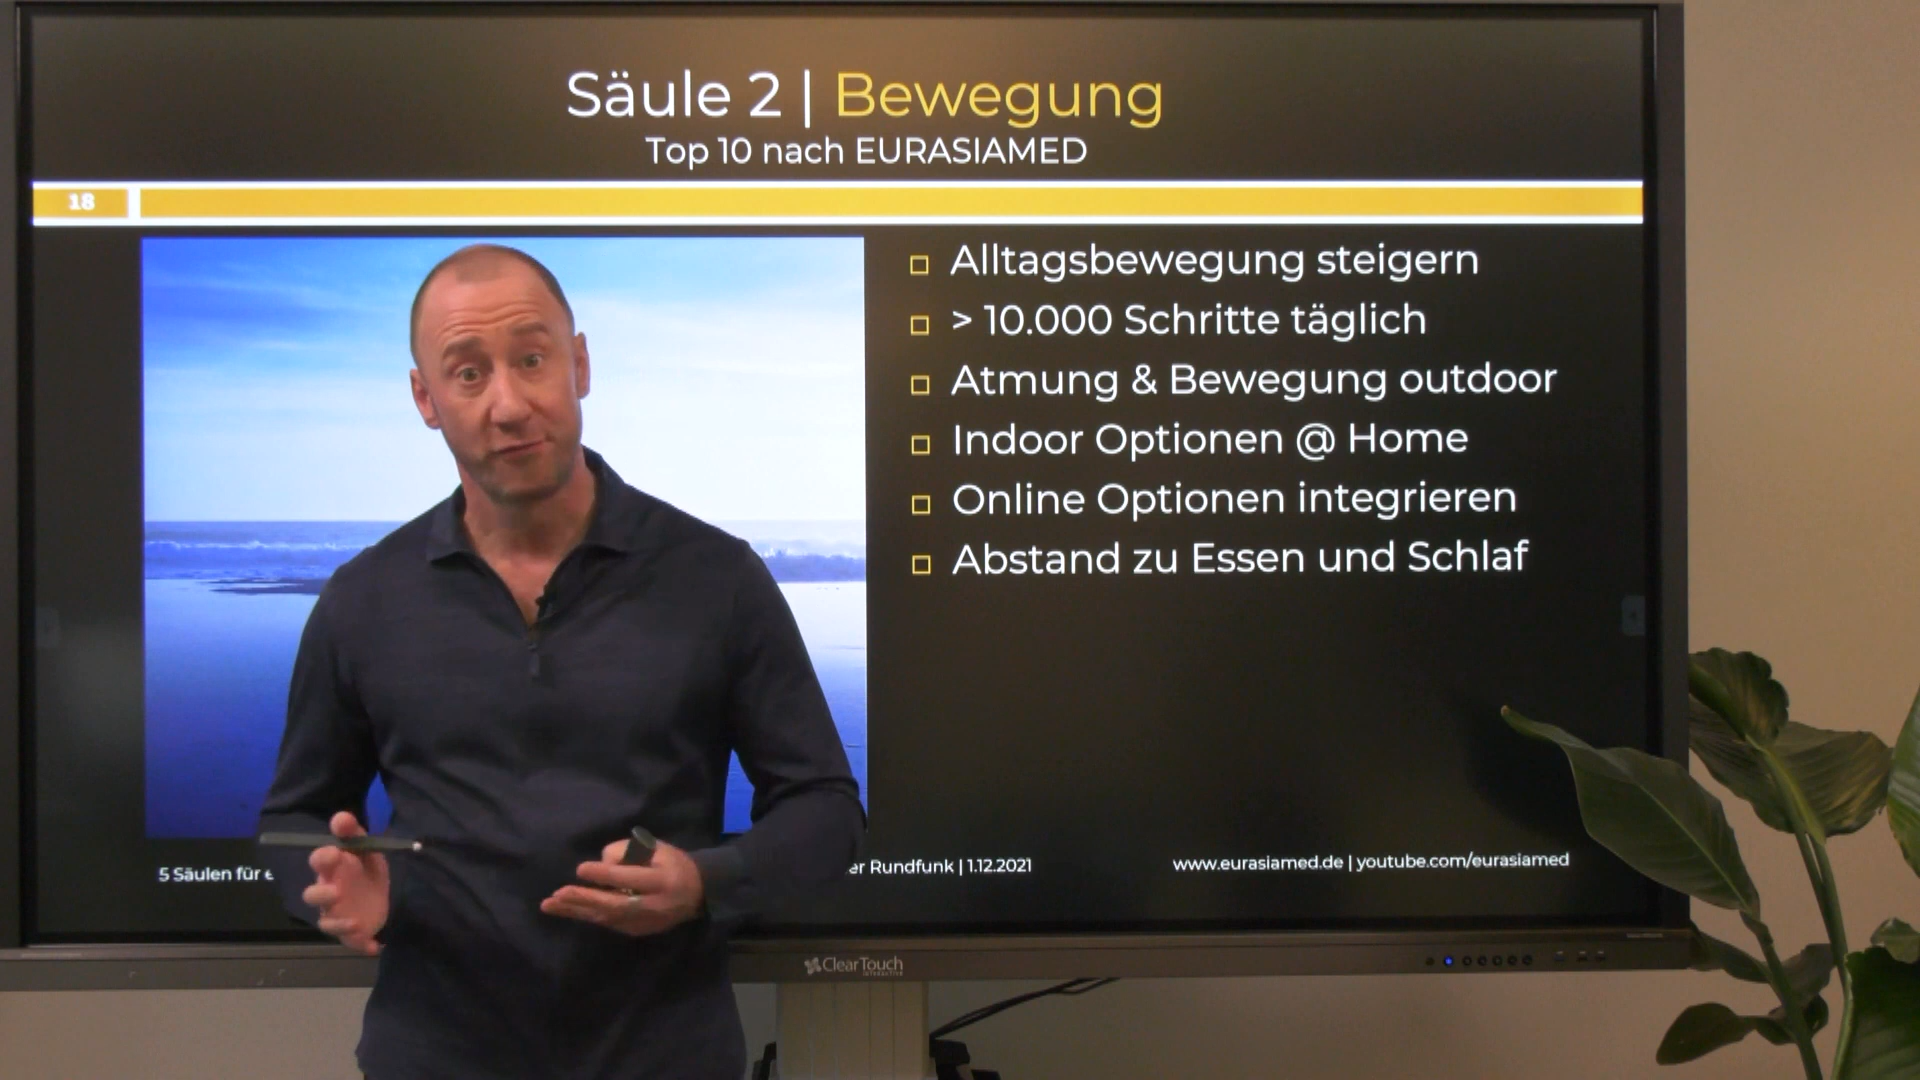 Säule 2 | Bewegung
Top 10 nach EURASIAMED
18
Alltagsbewegung steigern
> 10.000 Schritte täglich
Atmung & Bewegung outdoor
Indoor Optionen @ Home
Online Optionen integrieren
Abstand zu Essen und Schlaf
5 Säulen für Rundfunk | 1.12.2021
www.eurasiamed.de | youtube.com/eurasiamed
ClearTouch
INTERACTIVE